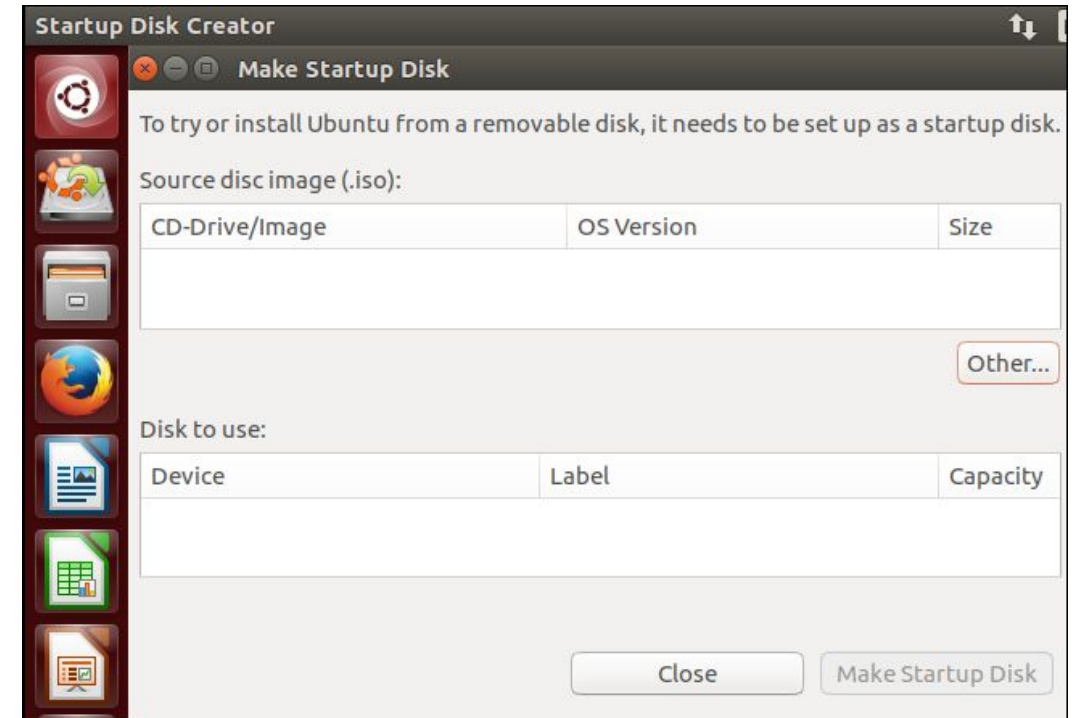 Startup Disk Creator
Make Startup Disk
To try or install Ubuntu from a removable disk, it needs to be set up as a startup disk.
Source disc image (.iso):
CD-Drive/Image OS Version Size
Other...
Disk to use:
Device Label Capacity
Close Make Startup Disk